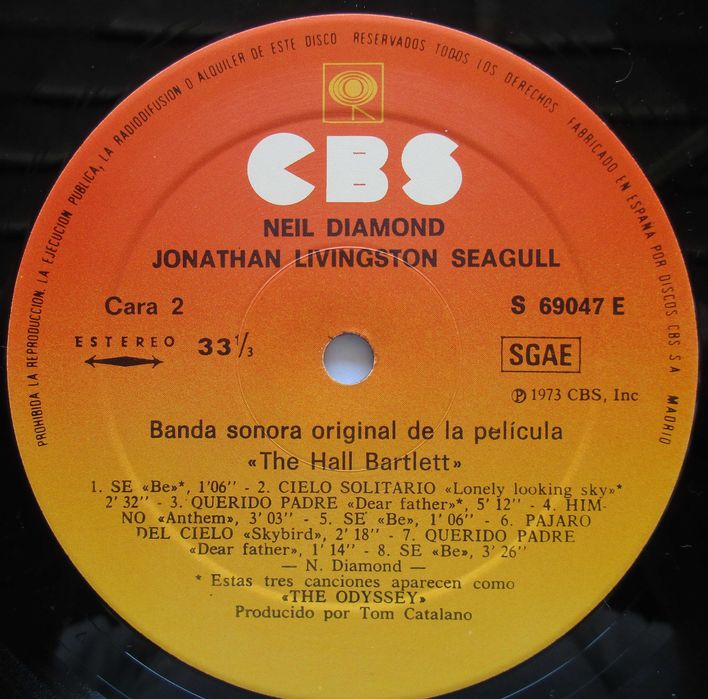 PROHIBIDA LA REPRODUCCION. LA EJECUCION PUBLICA, LA RADIODIFUSION O ALQUILER DE ESTE DISCO RESERVADOS TODOS LOS DERECHOS FABRICADO EN ESPAÑA POR DISCOS CBS S A MADRID
CBS
NEIL DIAMOND
JONATHAN LIVINGSTON SEAGULL
Cara 2
S 69047 E
ESTEREO
33 1/3
SGAE
Ⓟ 1973 CBS, Inc
Banda sonora original de la película
«The Hall Bartlett»
1. SE «Be»*, 1'06'' - 2. CIELO SOLITARIO «Lonely looking sky»*
2' 32'' - 3. QUERIDO PADRE «Dear father»*, 5' 12'' - 4. HIM-
NO «Anthem», 3' 03'' - 5. SE «Be», 1' 06'' - 6. PAJARO
DEL CIELO «Skybird», 2' 18'' - 7. QUERIDO PADRE
«Dear father», 1' 14'' - 8. SE «Be», 3' 26''
— N. Diamond —
* Estas tres canciones aparecen como
«THE ODYSSEY»
Producido por Tom Catalano